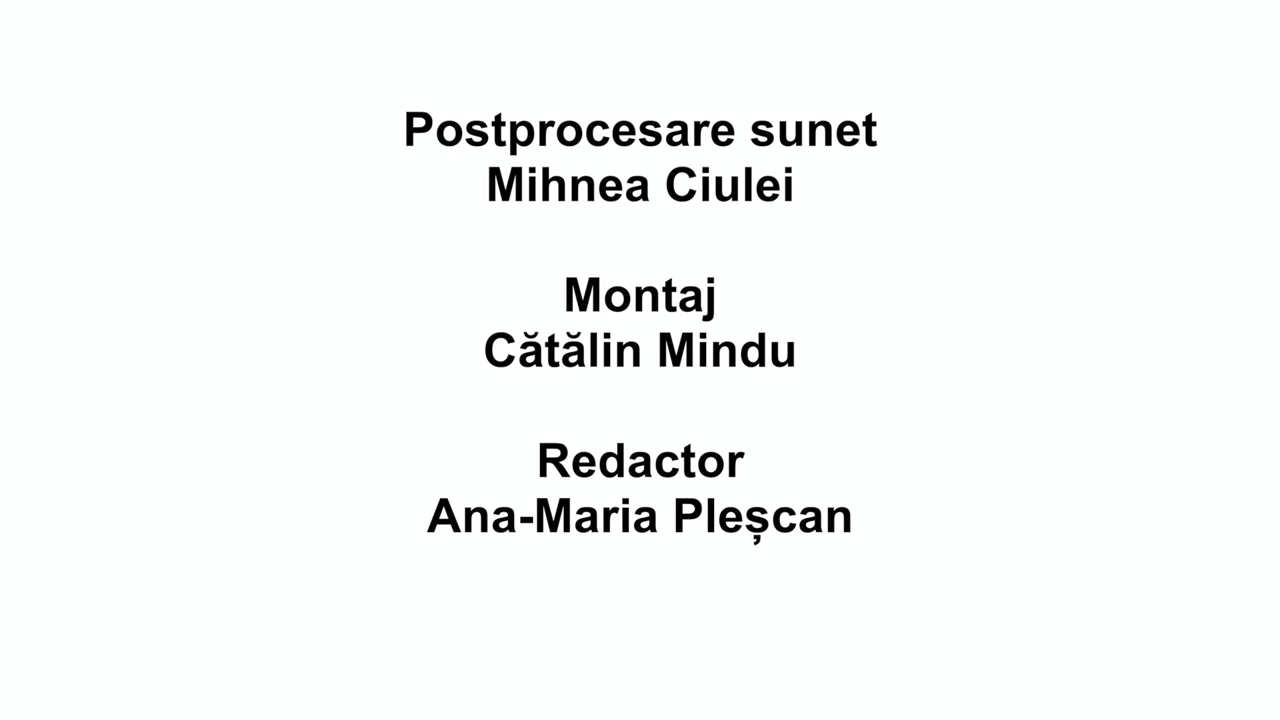 Postprocesare sunet
Mihnea Ciulei
Montaj
Cătălin Mindu
Redactor
Ana-Maria Pleșcan